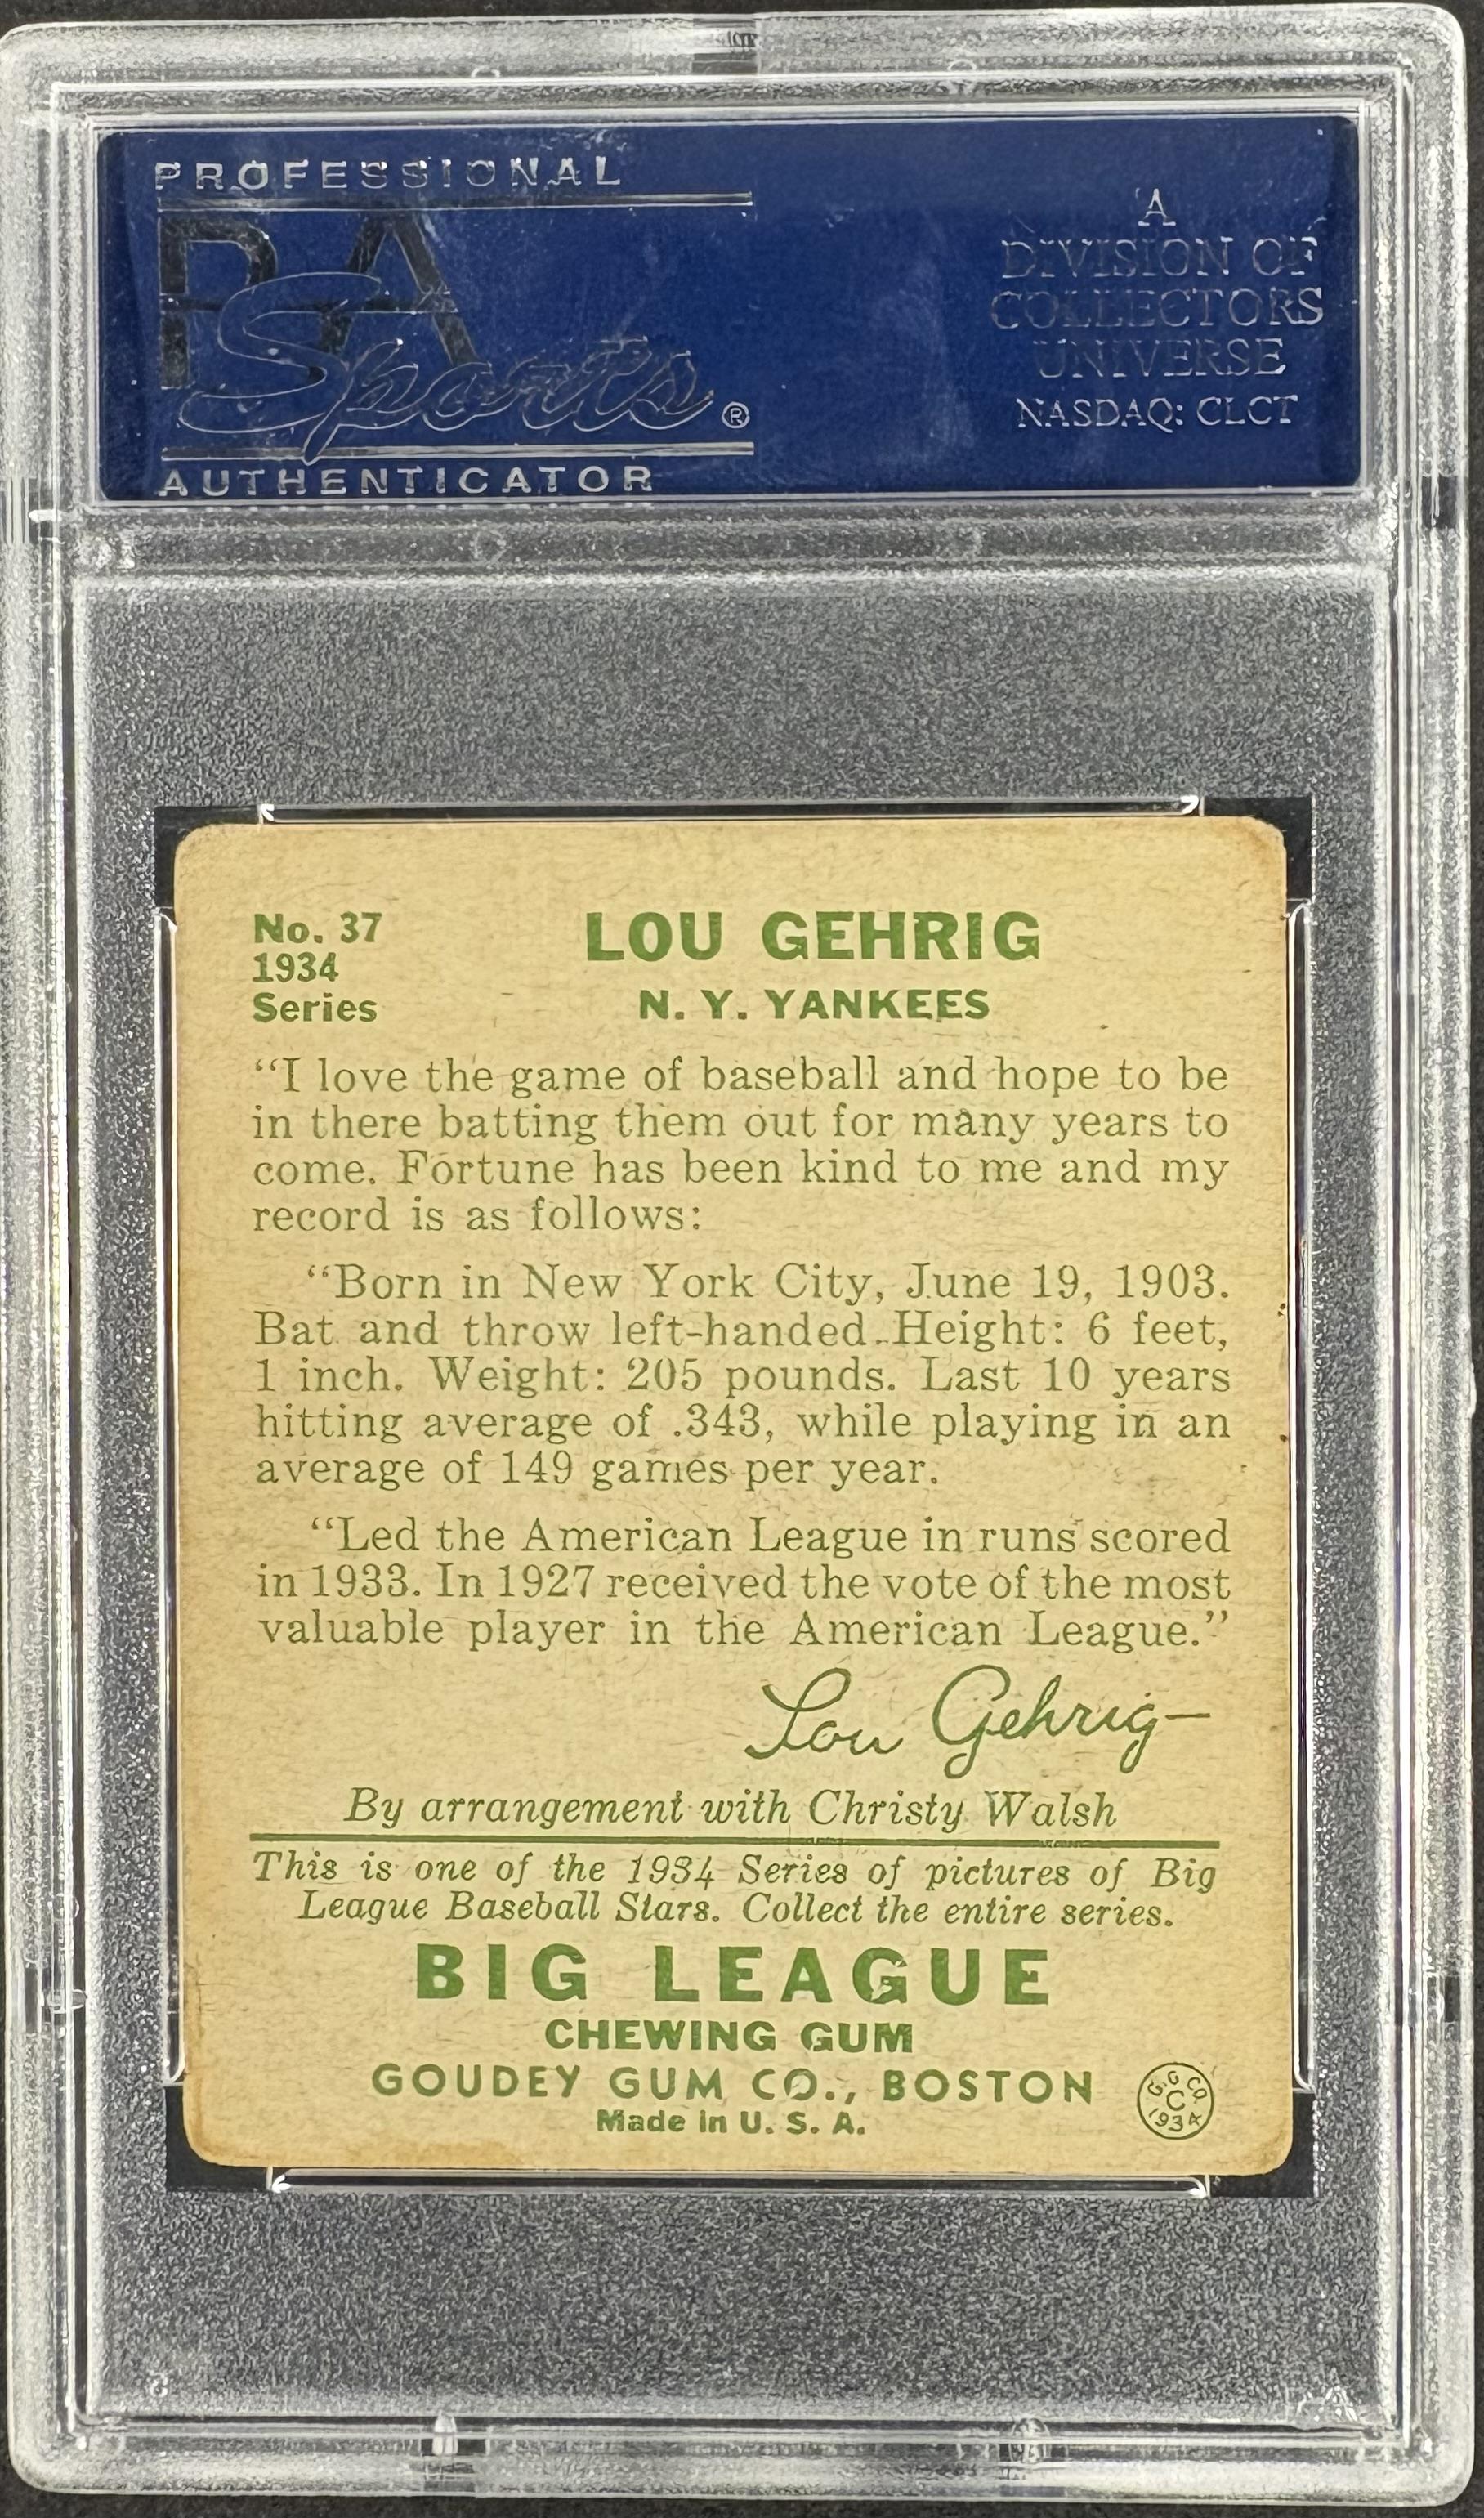 PROFESSIONAL
PSA
Sports®
AUTHENTICATOR
A
DIVISION OF
COLLECTORS
UNIVERSE
NASDAQ: CLCT
No. 37
1934
Series
LOU GEHRIG
N. Y. YANKEES
“I love the game of baseball and hope to be
in there batting them out for many years to
come. Fortune has been kind to me and my
record is as follows:
“Born in New York City, June 19, 1903.
Bat and throw left-handed. Height: 6 feet,
1 inch. Weight: 205 pounds. Last 10 years
hitting average of .343, while playing in an
average of 149 games per year.
“Led the American League in runs scored
in 1933. In 1927 received the vote of the most
valuable player in the American League.”
Lou Gehrig
By arrangement with Christy Walsh
This is one of the 1934 Series of pictures of Big
League Baseball Stars. Collect the entire series.
BIG LEAGUE
CHEWING GUM
GOUDEY GUM CO., BOSTON
Made in U. S. A.
G.G.CO.
C
1934